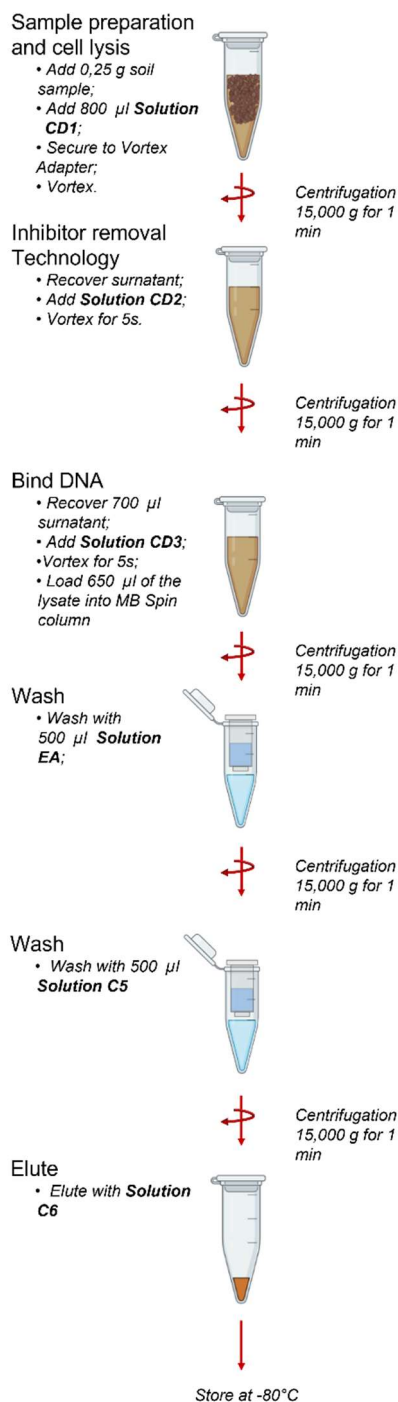 Sample preparation
and cell lysis
• Add 0,25 g soil
sample;
• Add 800 µl Solution
CD1;
• Secure to Vortex
Adapter;
• Vortex.
Centrifugation
15,000 g for 1
min
Inhibitor removal
Technology
• Recover surnatant;
• Add Solution CD2;
• Vortex for 5s.
Centrifugation
15,000 g for 1
min
Bind DNA
• Recover 700 µl
surnatant;
• Add Solution CD3;
•Vortex for 5s;
• Load 650 µl of the
lysate into MB Spin
column
Centrifugation
15,000 g for 1
min
Wash
• Wash with
500 µl Solution
EA;
Centrifugation
15,000 g for 1
min
Wash
• Wash with 500 µl
Solution C5
Centrifugation
15,000 g for 1
min
Elute
• Elute with Solution
C6
Store at -80°C